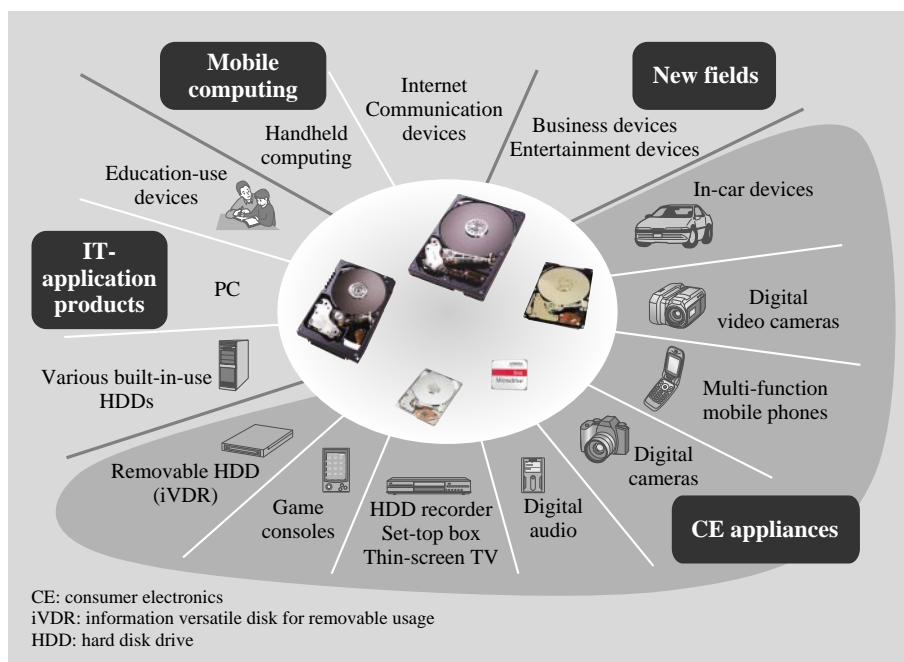 Mobile
computing
New fields
Internet
Communication
devices
Handheld
computing
Business devices
Entertainment devices
Education-use
devices
In-car devices
IT-
application
products
PC
Digital
video cameras
Various built-in-use
HDDs
Multi-function
mobile phones
Microdrive
Removable HDD
(iVDR)
Game
consoles
HDD recorder
Set-top box
Thin-screen TV
Digital
audio
Digital
cameras
CE appliances
CE: consumer electronics
iVDR: information versatile disk for removable usage
HDD: hard disk drive